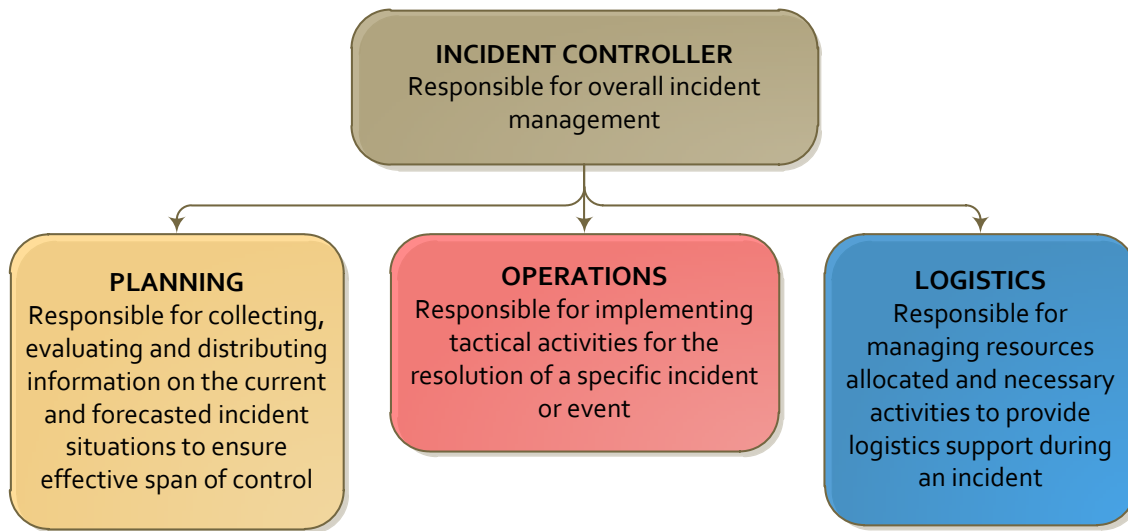 INCIDENT CONTROLLER
Responsible for overall incident
management
PLANNING
Responsible for collecting,
evaluating and distributing
information on the current
and forecasted incident
situations to ensure
effective span of control
OPERATIONS
Responsible for implementing
tactical activities for the
resolution of a specific incident
or event
LOGISTICS
Responsible for
managing resources
allocated and necessary
activities to provide
logistics support during
an incident